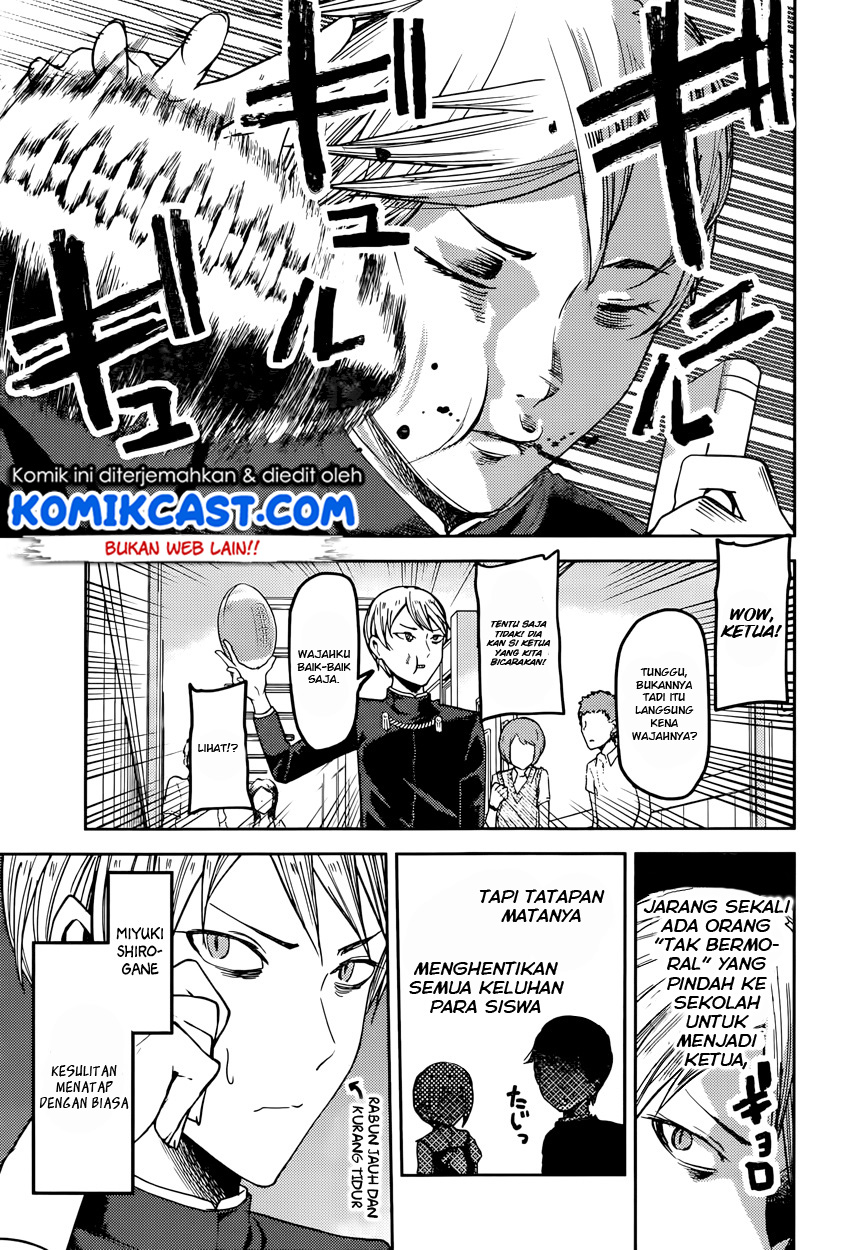 ギュルルル
ギュルル
Komik ini diterjemahkan & diedit oleh
KOMIKCAST.COM
BUKAN WEB LAIN!!
WOW,
KETUA!
TUNGGU,
BUKANNYA
TADI ITU
LANGSUNG
KENA
WAJAHNYA?
TENTU SAJA
TIDAK! DIA
KAN SI KETUA
YANG KITA
BICARAKAN!
WAJAHKU
BAIK-BAIK
SAJA.
LIHAT!?
JARANG SEKALI
ADA ORANG
"TAK BERMO-
RAL" YANG
PINDAH KE
SEKOLAH
UNTUK
MENJADI
KETUA,
ギョロ
TAPI TATAPAN
MATANYA
MENGHENTIKAN
SEMUA KELUHAN
PARA SISWA
たじっ
MIYUKI
SHIRO-
GANE
KESULITAN
MENATAP
DENGAN BIASA
RABUN JAUH DAN
KURANG TIDUR